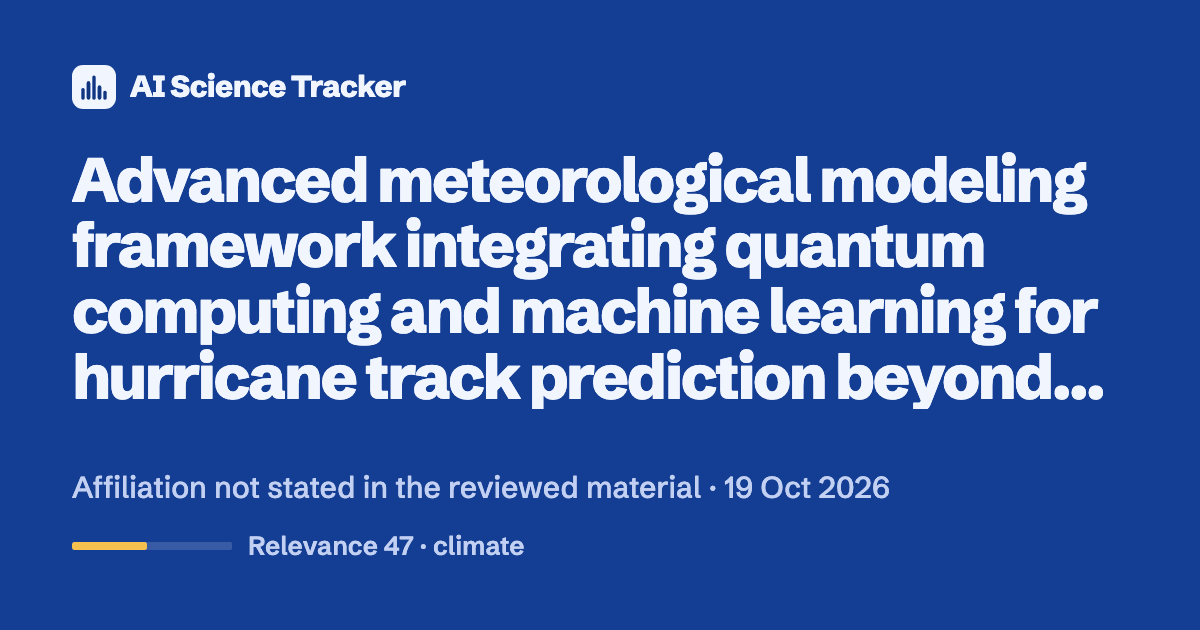 AI Science Tracker
Advanced meteorological modeling
framework integrating quantum
computing and machine learning for
hurricane track prediction beyond...
Affiliation not stated in the reviewed material · 19 Oct 2026
Relevance 47 · climate